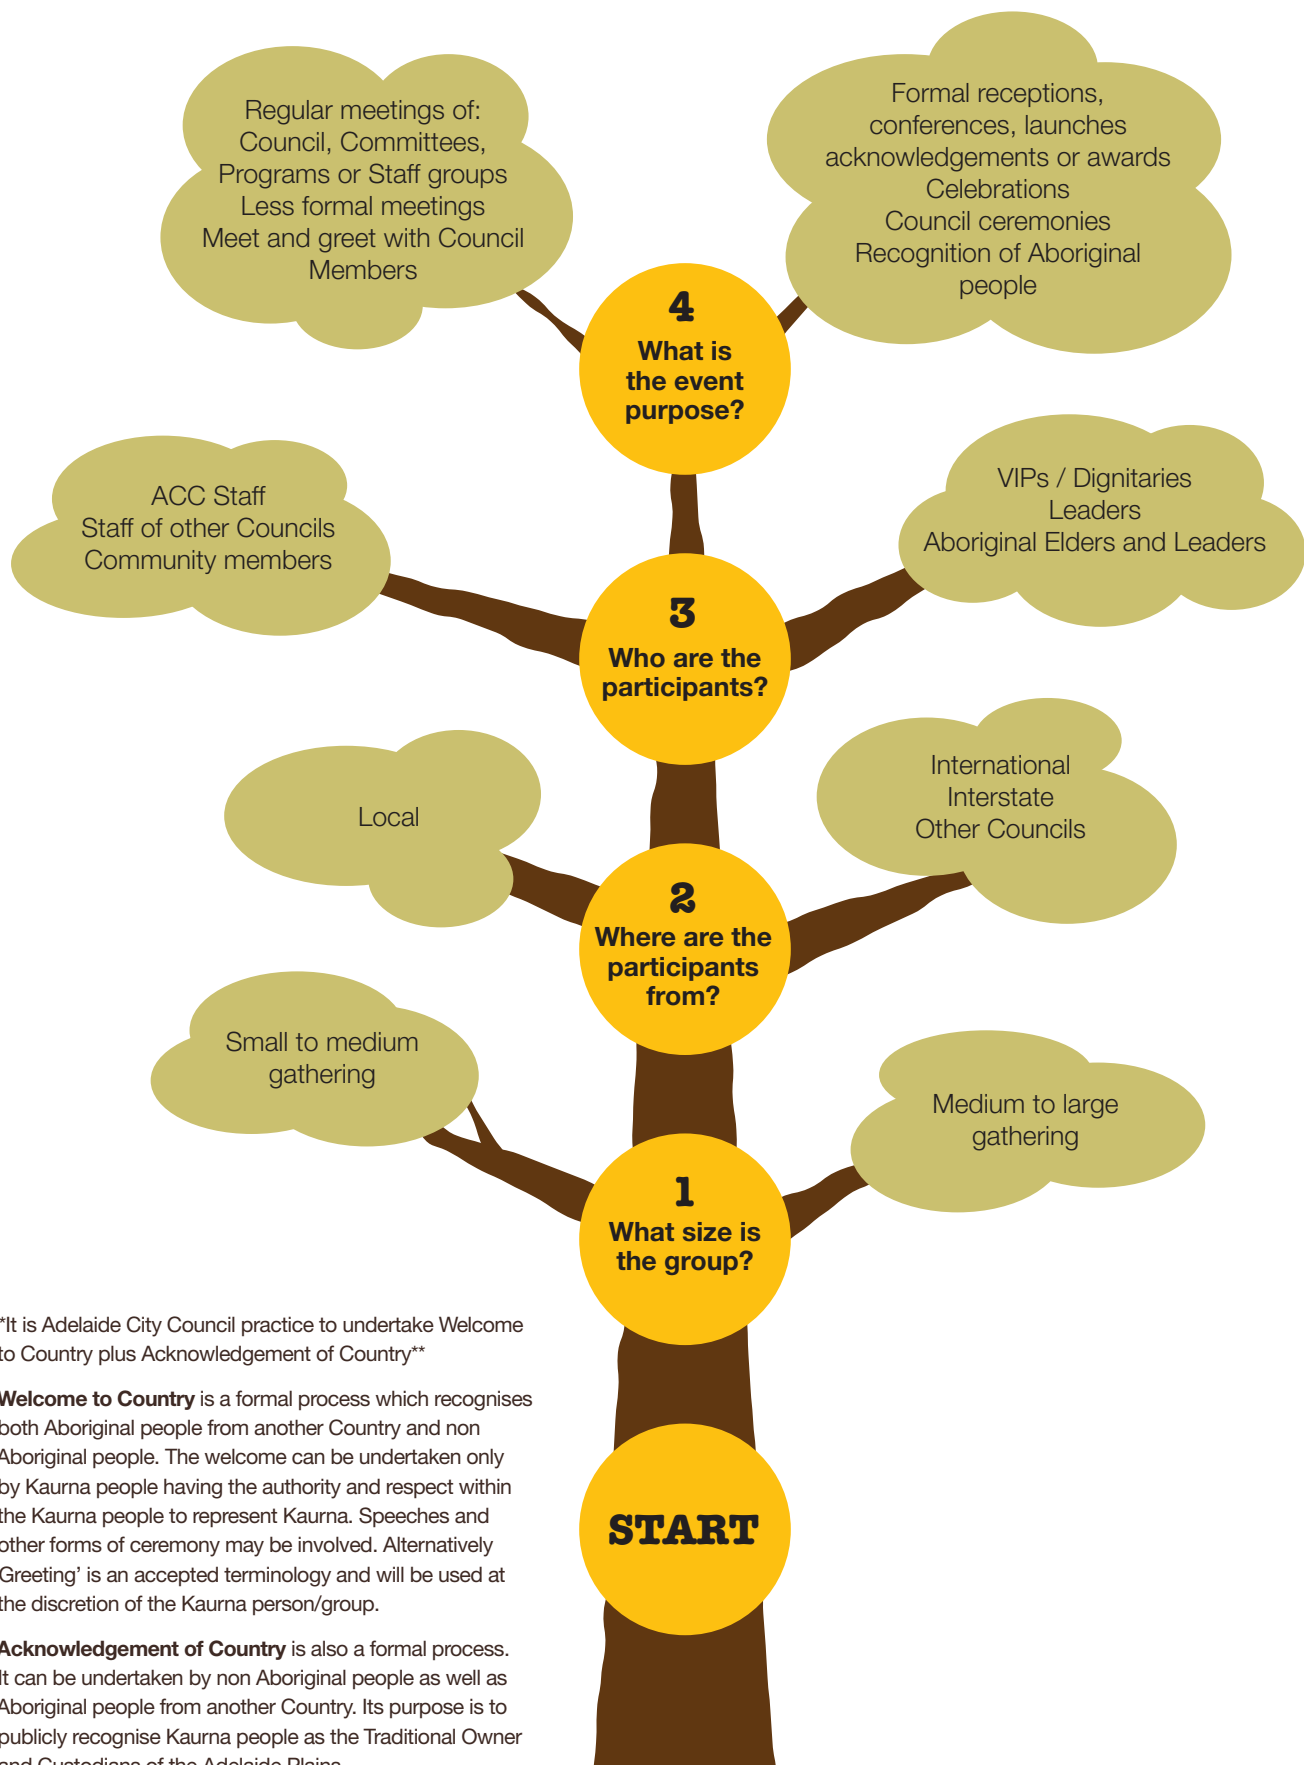 Regular meetings of:
Council, Committees,
Programs or Staff groups
Less formal meetings
Meet and greet with Council
Members
Formal receptions,
conferences, launches
acknowledgements or awards
Celebrations
Council ceremonies
Recognition of Aboriginal
people
4
What is
the event
purpose?
ACC Staff
Staff of other Councils
Community members
VIPs / Dignitaries
Leaders
Aboriginal Elders and Leaders
3
Who are the
participants?
Local
International
Interstate
Other Councils
2
Where are the
participants
from?
Small to medium
gathering
Medium to large
gathering
1
What size is
the group?
*It is Adelaide City Council practice to undertake Welcome
to Country plus Acknowledgement of Country**
Welcome to Country is a formal process which recognises
both Aboriginal people from another Country and non
Aboriginal people. The welcome can be undertaken only
by Kaurna people having the authority and respect within
the Kaurna people to represent Kaurna. Speeches and
other forms of ceremony may be involved. Alternatively
Greeting’ is an accepted terminology and will be used at
the discretion of the Kaurna person/group.
Acknowledgement of Country is also a formal process.
It can be undertaken by non Aboriginal people as well as
Aboriginal people from another Country. Its purpose is to
publicly recognise Kaurna people as the Traditional Owner
and Custodians of the Adelaide Plains
START